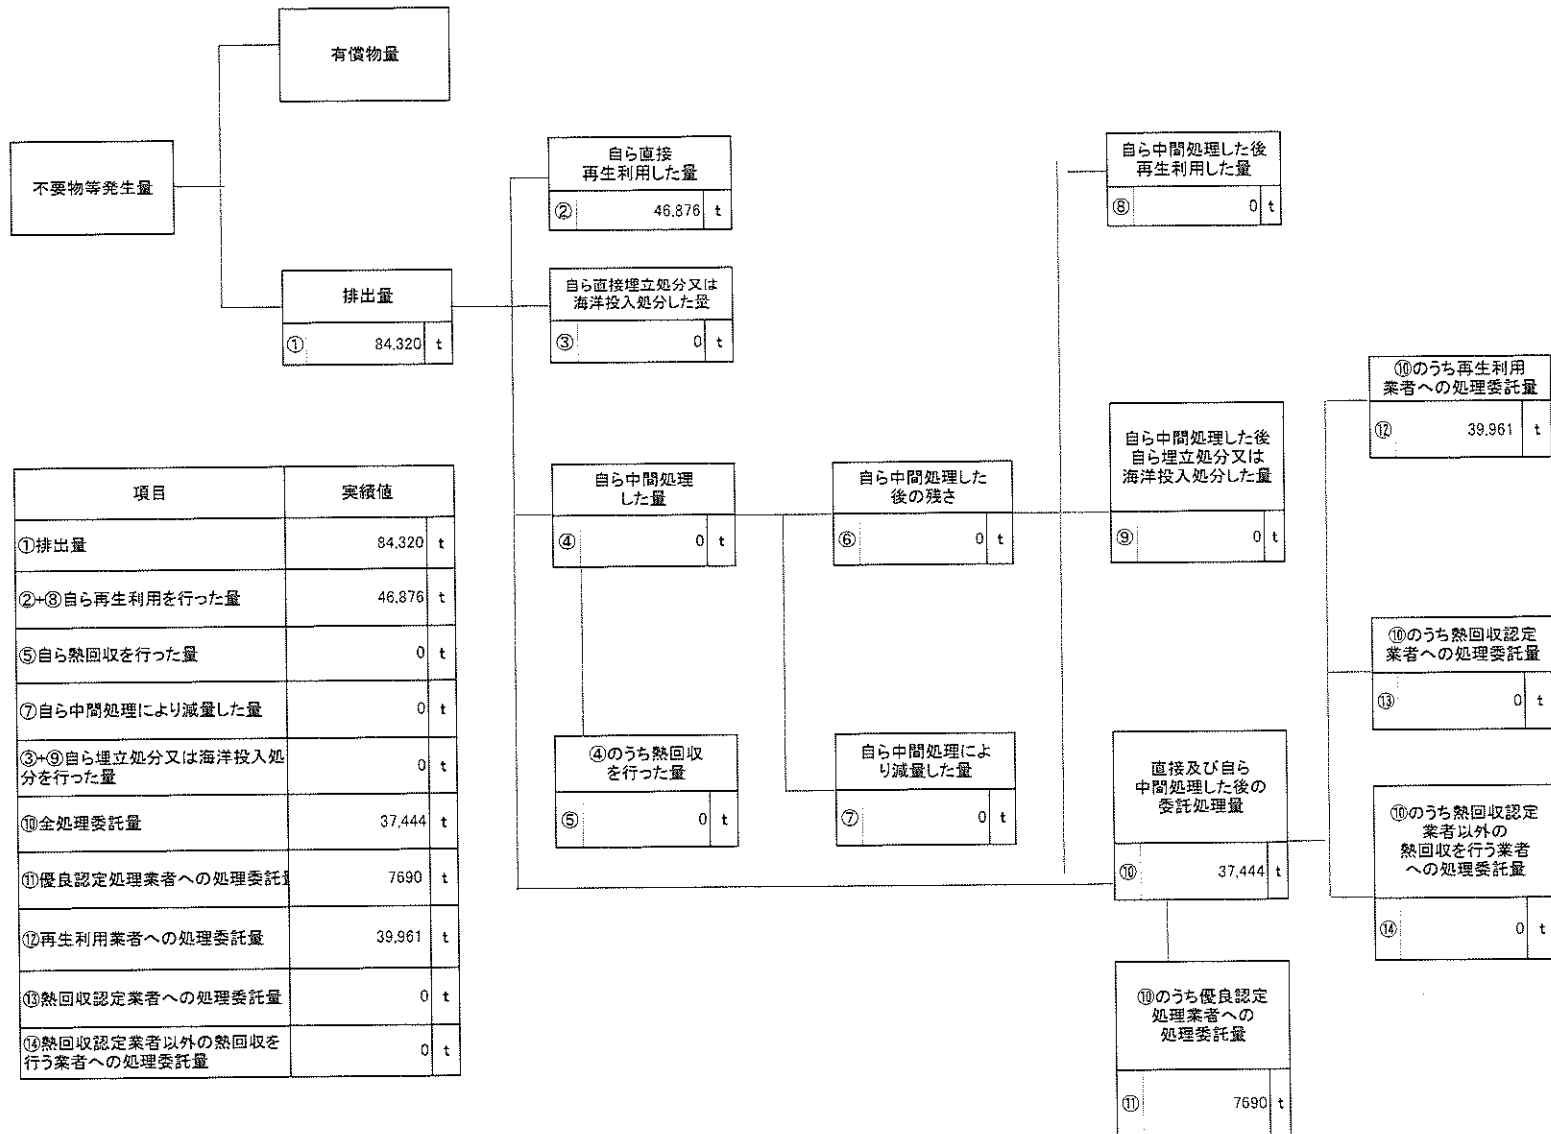 有償物量
不要物等発生量
排出量
① 84,320 t
自ら直接
再生利用した量
② 46,876 t
自ら直接埋立処分又は
海洋投入処分した量
③ 0 t
自ら中間処理
した量
④ 0 t
④のうち熱回収
を行った量
⑤ 0 t
自ら中間処理した
後の残さ
⑥ 0 t
自ら中間処理によ
り減量した量
⑦ 0 t
自ら中間処理した後
再生利用した量
⑧ 0 t
自ら中間処理した後
自ら埋立処分又は
海洋投入処分した量
⑨ 0 t
直接及び自ら
中間処理した後の
委託処理量
⑩ 37,444 t
⑩のうち優良認定
処理業者への
処理委託量
⑪ 7690 t
⑩のうち再生利用
業者への処理委託量
⑫ 39,961 t
⑩のうち熱回収認定
業者への処理委託量
⑬ 0 t
⑩のうち熱回収認定
業者以外の
熱回収を行う業者
への処理委託量
⑭ 0 t
項目 実績値
①排出量 84,320 t
②+⑧自ら再生利用を行った量 46,876 t
⑤自ら熱回収を行った量 0 t
⑦自ら中間処理により減量した量 0 t
③+⑨自ら埋立処分又は海洋投入処
分を行った量 0 t
⑩全処理委託量 37,444 t
⑪優良認定処理業者への処理委託 7690 t
⑫再生利用業者への処理委託量 39,961 t
⑬熱回収認定業者への処理委託量 0 t
⑭熱回収認定業者以外の熱回収を
行う業者への処理委託量 0 t